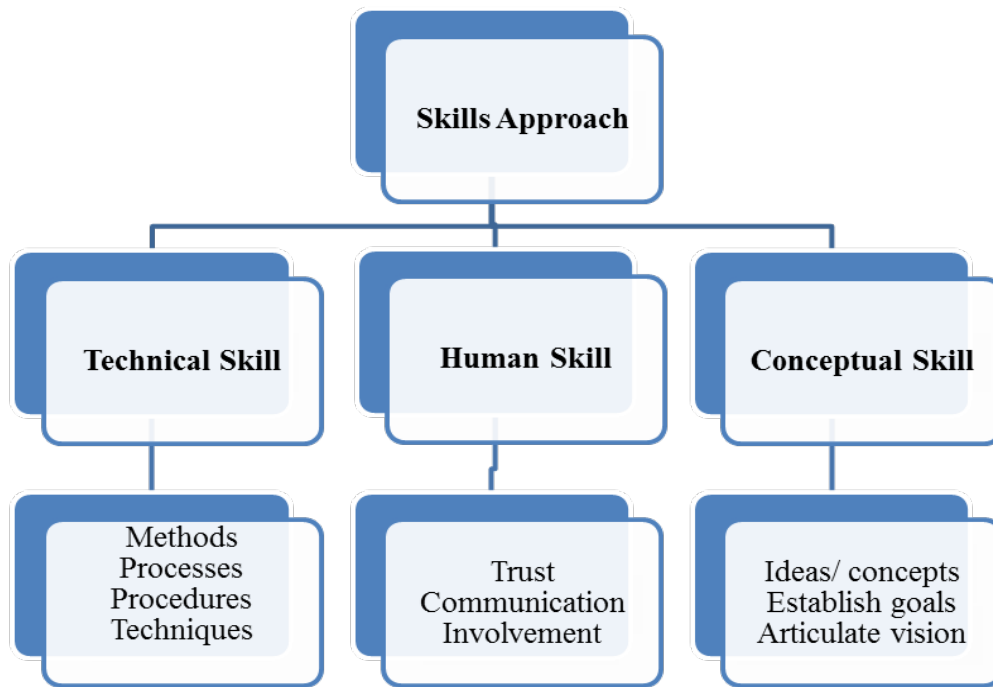 Skills Approach
Technical Skill
Human Skill
Conceptual Skill
Methods
Processes
Procedures
Techniques
Trust
Communication
Involvement
Ideas/ concepts
Establish goals
Articulate vision